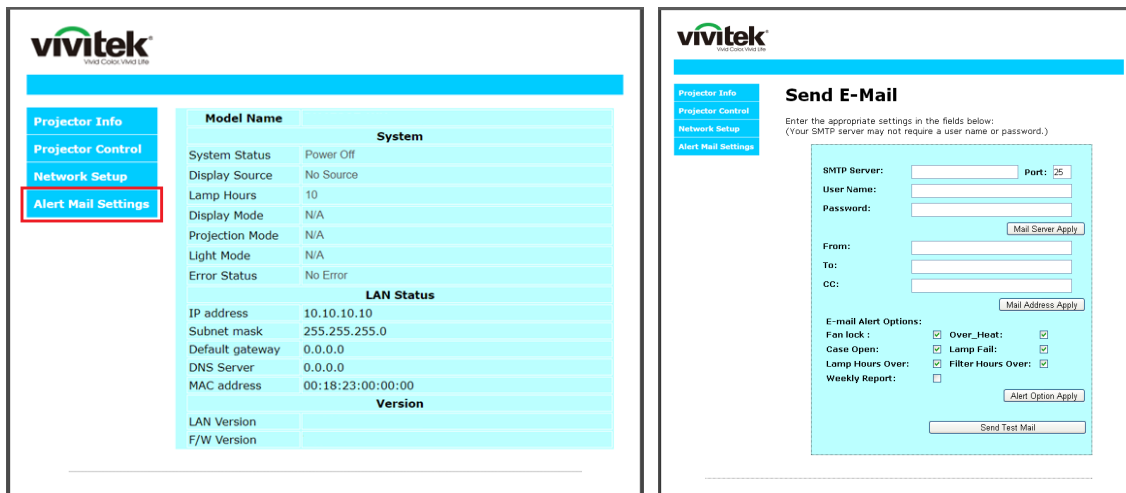 vivitek
Vivid Color, Vivid Life
Projector Info
Projector Control
Network Setup
Alert Mail Settings
Model Name
System
System Status Power Off
Display Source No Source
Lamp Hours 10
Display Mode N/A
Projection Mode N/A
Light Mode N/A
Error Status No Error
LAN Status
IP address 10.10.10.10
Subnet mask 255.255.255.0
Default gateway 0.0.0.0
DNS Server 0.0.0.0
MAC address 00:18:23:00:00:00
Version
LAN Version
F/W Version
vivitek
Vivid Color, Vivid Life
Projector Info
Projector Control
Network Setup
Alert Mail Settings
Send E-Mail
Enter the appropriate settings in the fields below:
(Your SMTP server may not require a user name or password.)
SMTP Server: Port: 25
User Name:
Password:
Mail Server Apply
From:
To:
CC:
Mail Address Apply
E-mail Alert Options:
Fan lock : Over_Heat:
Case Open: Lamp Fail:
Lamp Hours Over: Filter Hours Over:
Weekly Report:
Alert Option Apply
Send Test Mail